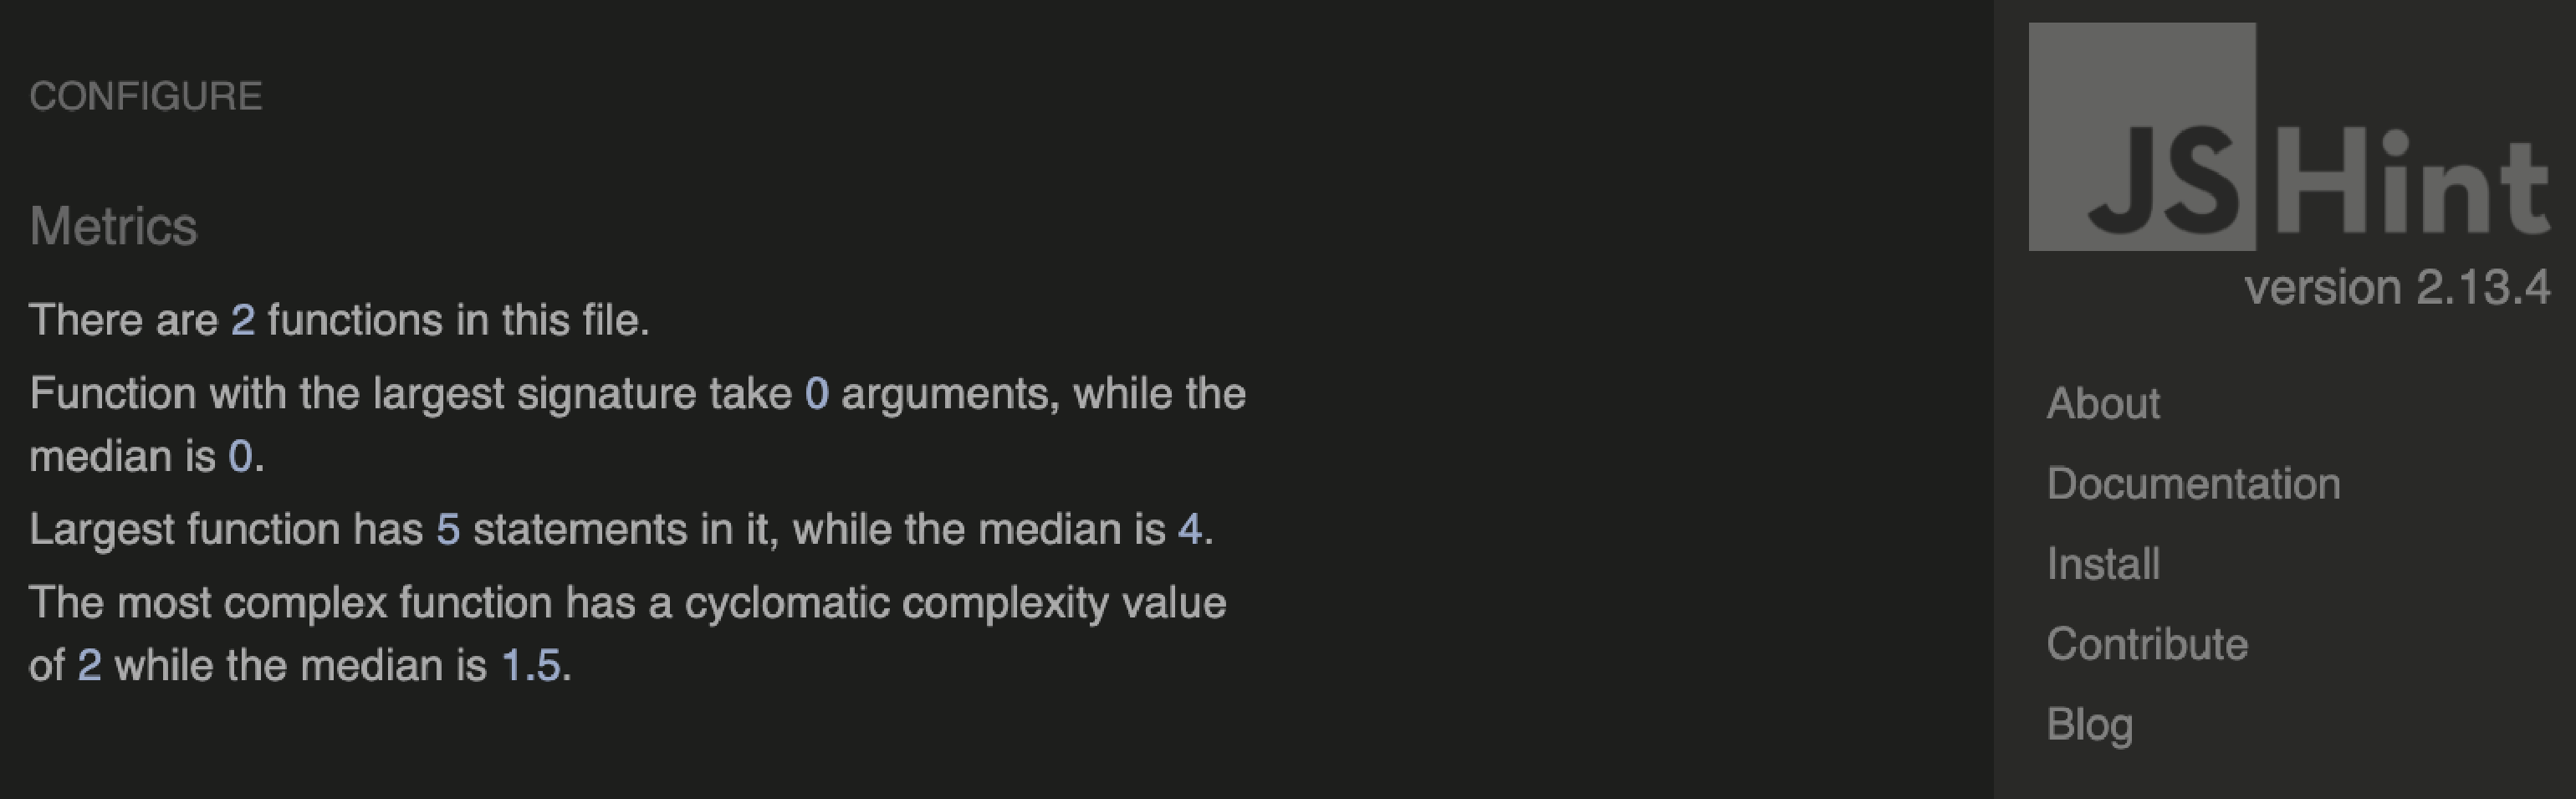 CONFIGURE
Metrics
There are 2 functions in this file.
Function with the largest signature take 0 arguments, while the
median is 0.
Largest function has 5 statements in it, while the median is 4.
The most complex function has a cyclomatic complexity value
of 2 while the median is 1.5.
JSHint
version 2.13.4
About
Documentation
Install
Contribute
Blog